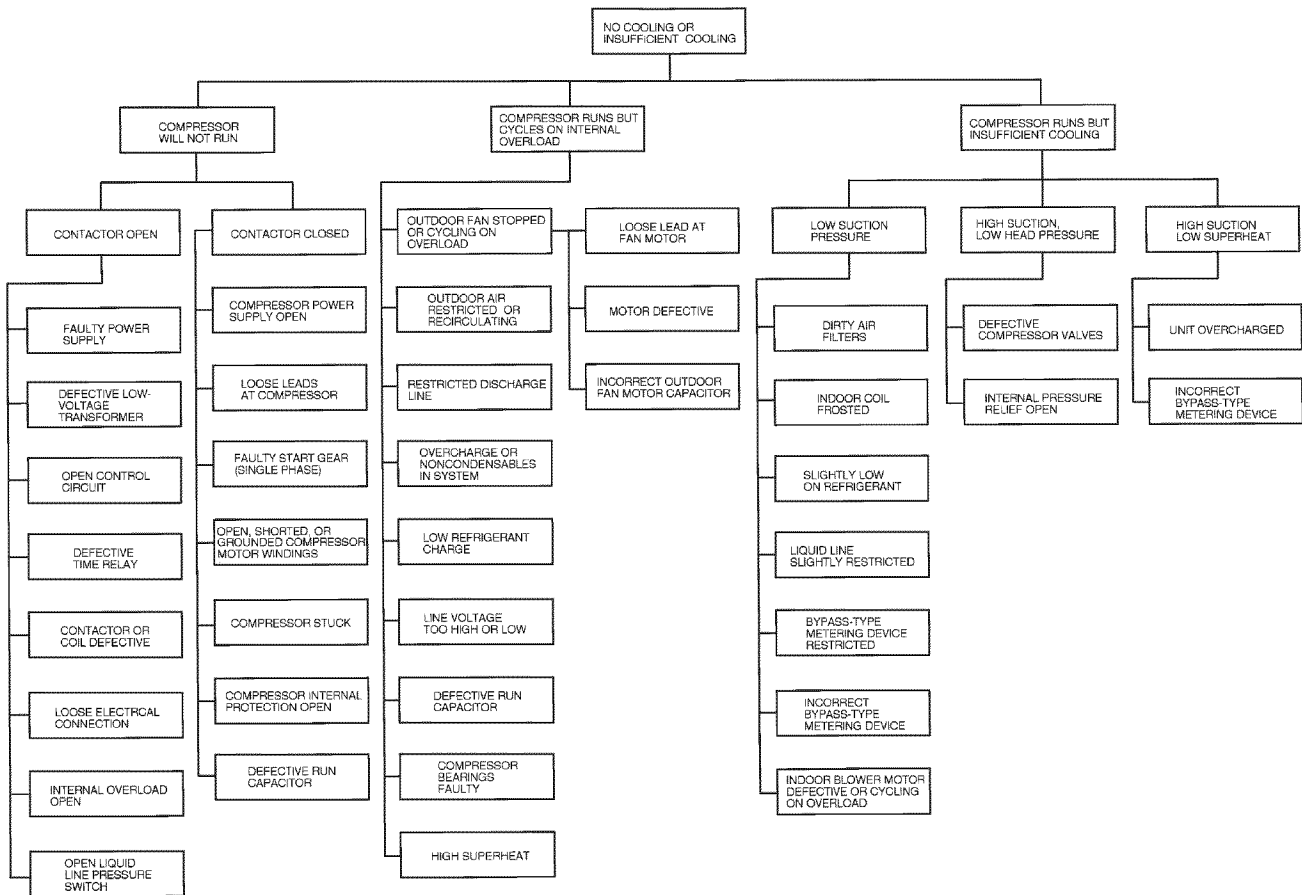 NO COOLING OR
INSUFFICIENT COOLING
COMPRESSOR
WILL NOT RUN
COMPRESSOR RUNS BUT
CYCLES ON INTERNAL
OVERLOAD
COMPRESSOR RUNS BUT
INSUFFICIENT COOLING
CONTACTOR OPEN
FAULTY POWER
SUPPLY
DEFECTIVE LOW-
VOLTAGE
TRANSFORMER
OPEN CONTROL
CIRCUIT
DEFECTIVE
TIME RELAY
CONTACTOR OR
COIL DEFECTIVE
LOOSE ELECTRCAL
CONNECTION
INTERNAL OVERLOAD
OPEN
OPEN LIQUID
LINE PRESSURE
SWITCH
CONTACTOR CLOSED
COMPRESSOR POWER
SUPPLY OPEN
LOOSE LEADS
AT COMPRESSOR
FAULTY START GEAR
(SINGLE PHASE)
OPEN, SHORTED, OR
GROUNDED COMPRESSOR
MOTOR WINDINGS
COMPRESSOR STUCK
COMPRESSOR INTERNAL
PROTECTION OPEN
DEFECTIVE RUN
CAPACITOR
OUTDOOR FAN STOPPED
OR CYCLING ON
OVERLOAD
OUTDOOR AIR
RESTRICTED OR
RECIRCULATING
RESTRICTED DISCHARGE
LINE
OVERCHARGE OR
NONCONDENSABLES
IN SYSTEM
LOW REFRIGERANT
CHARGE
LINE VOLTAGE
TOO HIGH OR LOW
DEFECTIVE RUN
CAPACITOR
COMPRESSOR
BEARINGS
FAULTY
HIGH SUPERHEAT
LOOSE LEAD AT
FAN MOTOR
MOTOR DEFECTIVE
INCORRECT OUTDOOR
FAN MOTOR CAPACITOR
LOW SUCTION
PRESSURE
DIRTY AIR
FILTERS
INDOOR COIL
FROSTED
SLIGHTLY LOW
ON REFRIGERANT
LIQUID LINE
SLIGHTLY RESTRICTED
BYPASS-TYPE
METERING DEVICE
RESTRICTED
INCORRECT
BYPASS-TYPE
METERING DEVICE
INDOOR BLOWER MOTOR
DEFECTIVE OR CYCLING
ON OVERLOAD
HIGH SUCTION,
LOW HEAD PRESSURE
DEFECTIVE
COMPRESSOR VALVES
INTERNAL PRESSURE
RELIEF OPEN
HIGH SUCTION
LOW SUPERHEAT
UNIT OVERCHARGED
INCORRECT
BYPASS-TYPE
METERING DEVICE